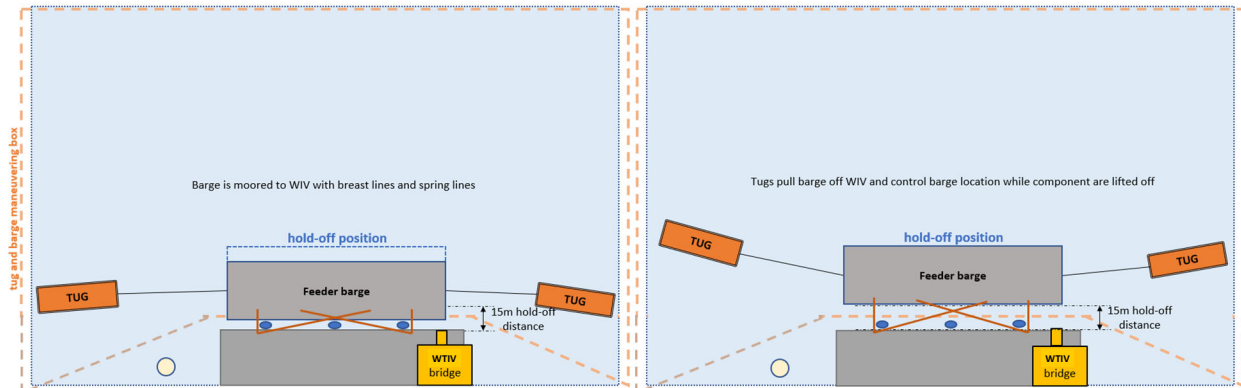 tug and barge maneuvering box
Barge is moored to WIV with breast lines and spring lines
hold-off position
TUG
Feeder barge
TUG
15m hold-off
distance
WTIV
bridge
Tugs pull barge off WIV and control barge location while component are lifted off
TUG
hold-off position
TUG
Feeder barge
15m hold-off
distance
WTIV
bridge